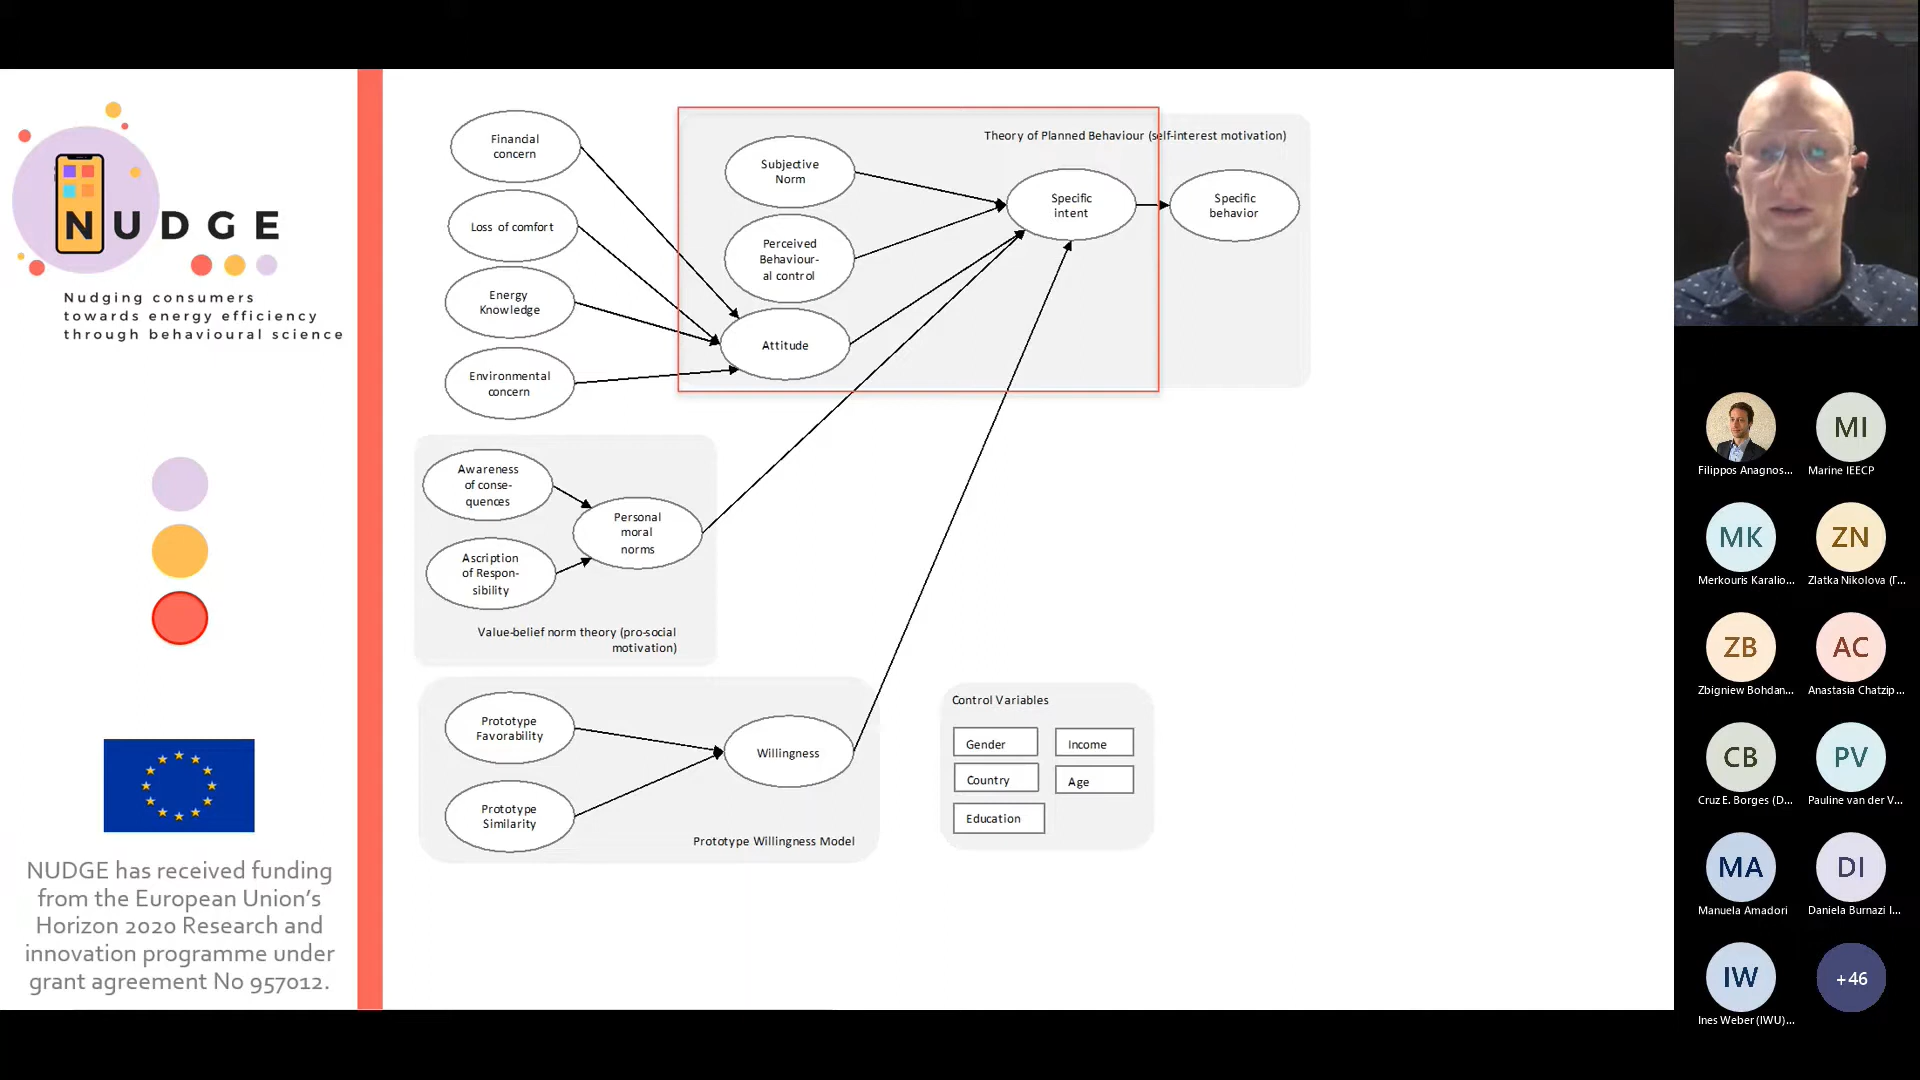 NUDGE
Nudging consumers
towards energy efficiency
through behavioural science
NUDGE has received funding
from the European Union's
Horizon 2020 Research and
innovation programme under
grant agreement No 957012.
Financial
concern
Loss of comfort
Energy
Knowledge
Environmental
concern
Theory of Planned Behaviour (self-interest motivation)
Subjective
Norm
Perceived
Behaviour-
al control
Attitude
Specific
intent
Specific
behavior
Awareness
of conse-
quences
Ascription
of Respon-
sibility
Personal
moral
norms
Value-belief norm theory (pro-social
motivation)
Prototype
Favorability
Prototype
Similarity
Willingness
Prototype Willingness Model
Control Variables
Gender
Income
Country
Age
Education
Filippos Anagnos...
MI
Marine IEECP
MK
Merkouris Karalio...
ZN
Zlatka Nikolova (Г...
ZB
Zbigniew Bohdan...
AC
Anastasia Chatzip...
CB
Cruz E. Borges (D...
PV
Pauline van der V...
MA
Manuela Amadori
DI
Daniela Burnazi I...
IW
Ines Weber (IWU)...
+46